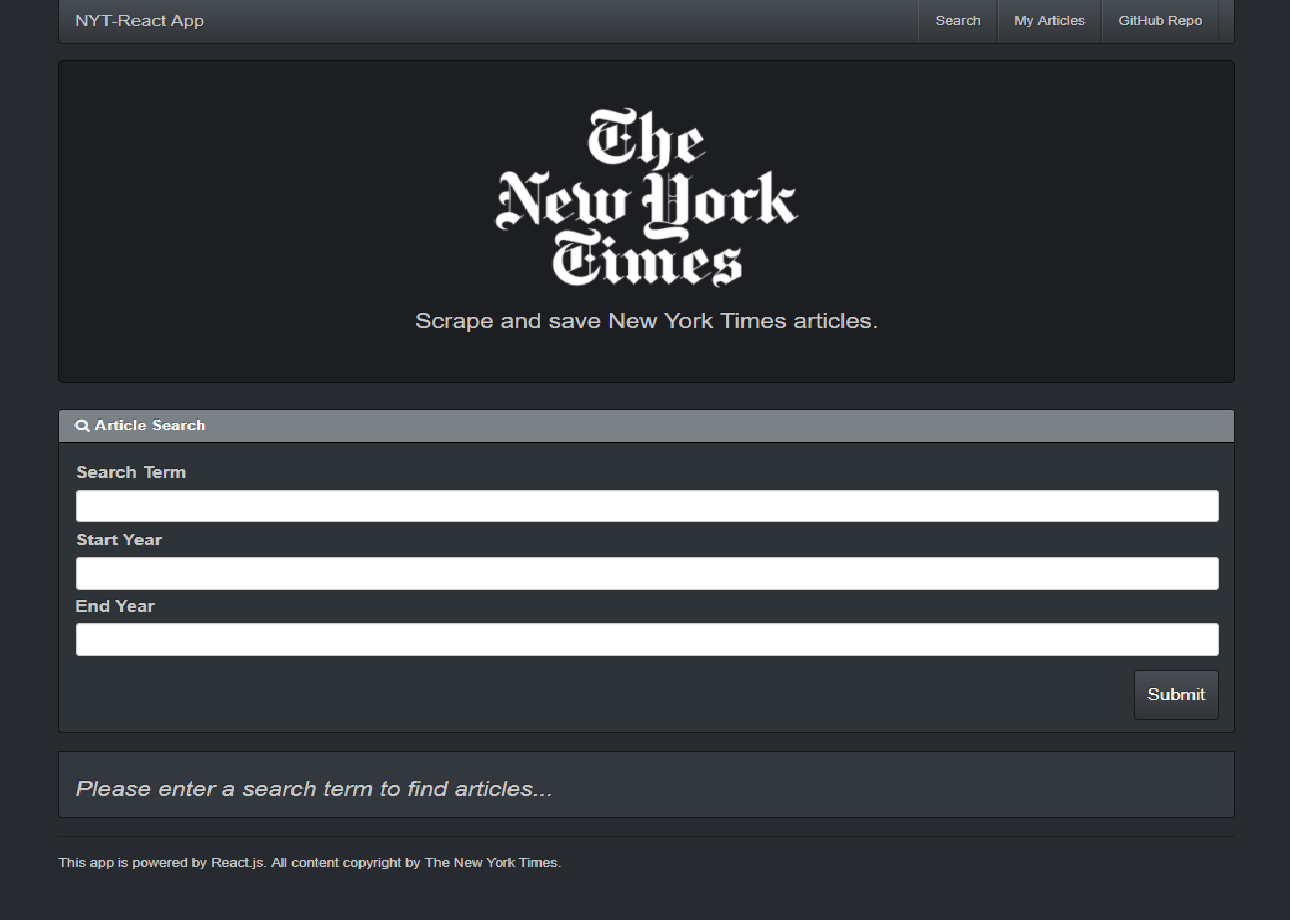 NYT-React App
Search
My Articles
GitHub Repo
The
New York
Times
Scrape and save New York Times articles.
Article Search
Search Term
Start Year
End Year
Submit
Please enter a search term to find articles...
This app is powered by React.js. All content copyright by The New York Times.